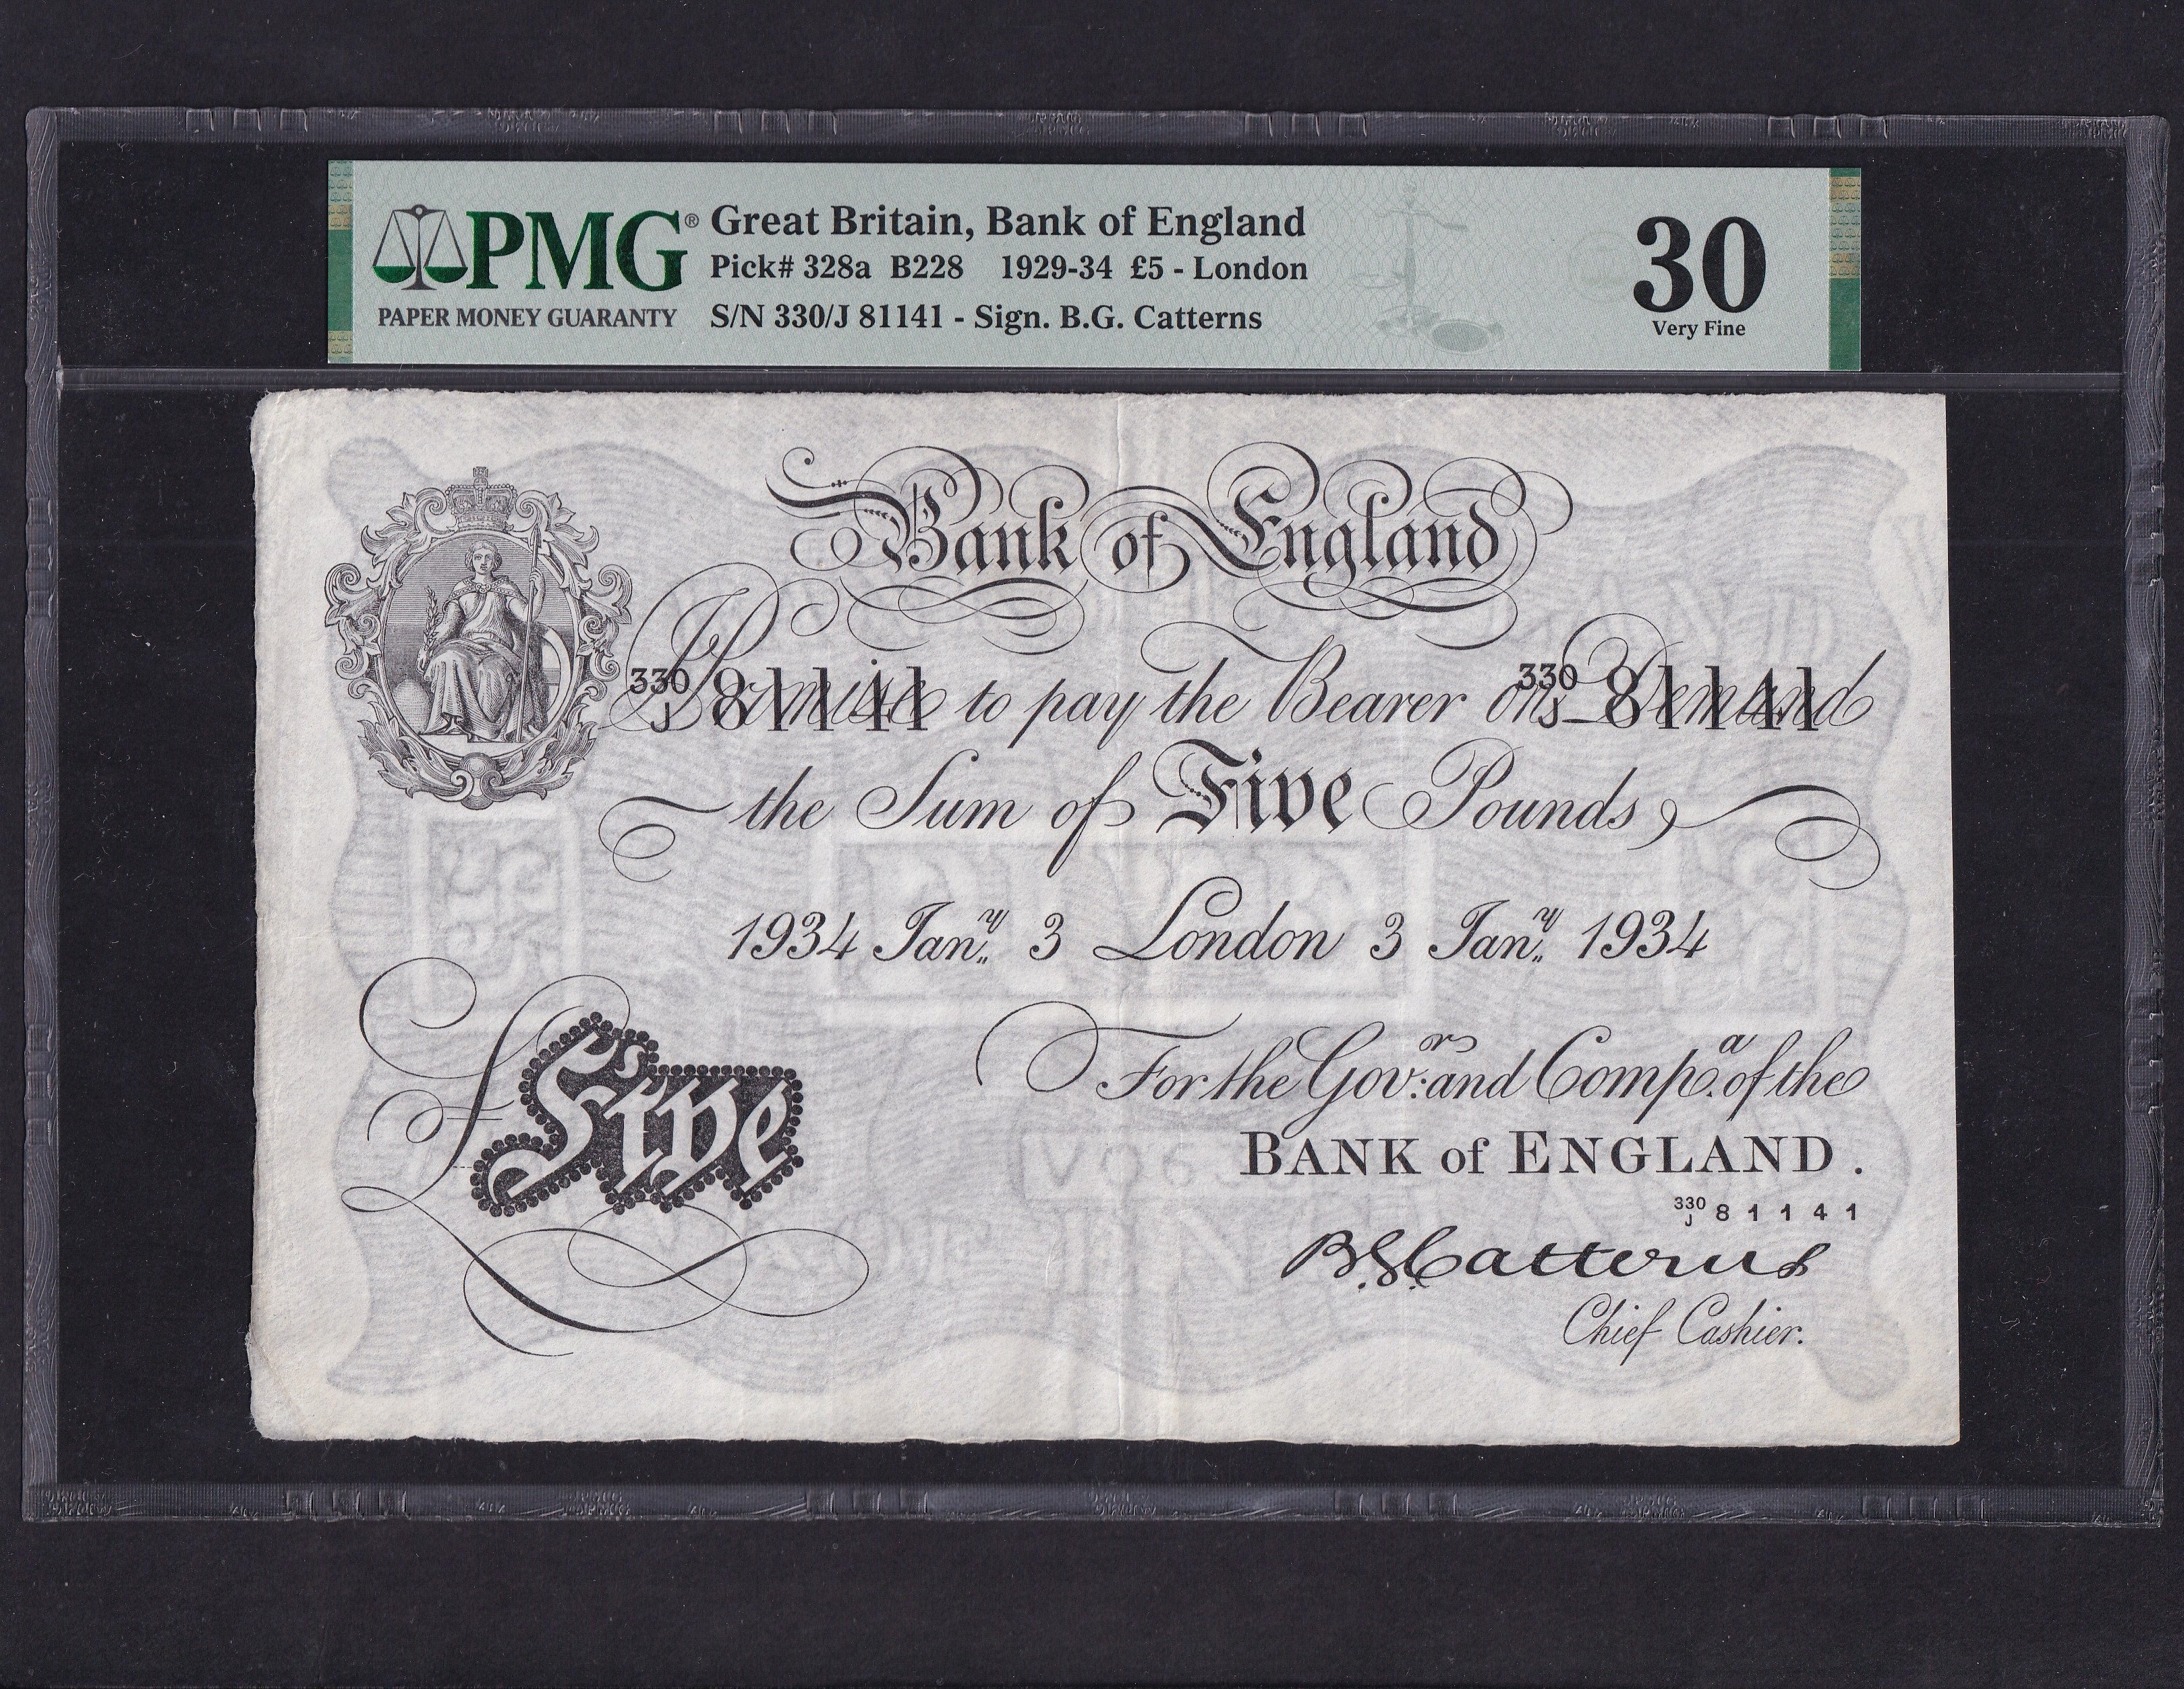 PMG® Great Britain, Bank of England
Pick# 328a B228 1929-34 £5 - London
PAPER MONEY GUARANTY S/N 330/J 81141 - Sign. B.G. Catterns
30
Very Fine
Bank of England
330/J 81141 330/J 81141
I Promise to pay the Bearer on Demand
the Sum of Five Pounds
1934 Jany. 3 London 3 Jany. 1934
For the Govrs: and Compa. of the
BANK of ENGLAND.
£Five
330/J 81141
B.G. Catterns
Chief Cashier.